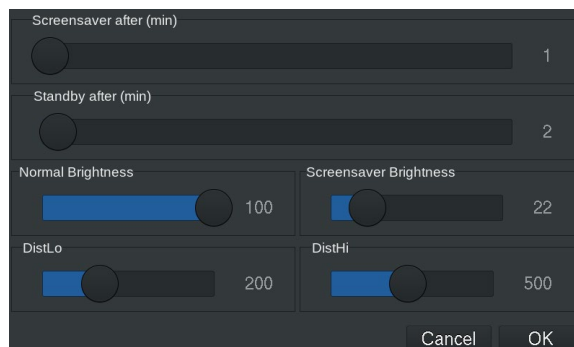 Screensaver after (min)
1
Standby after (min)
2
Normal Brightness
100
Screensaver Brightness
22
DistLo
200
DistHi
500
Cancel
OK